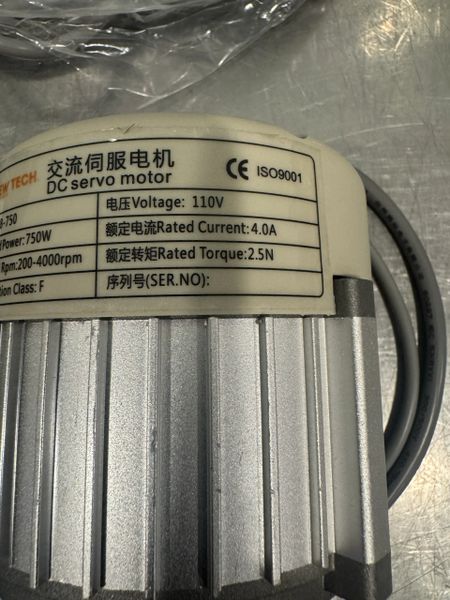 EW TECH
交流伺服电机
DC servo motor
CE ISO9001
8-750
Power: 750W
Rpm:200-4000rpm
tion Class: F
电压Voltage: 110V
额定电流Rated Current:4.0A
额定转矩Rated Torque:2.5N
序列号(SER.NO):